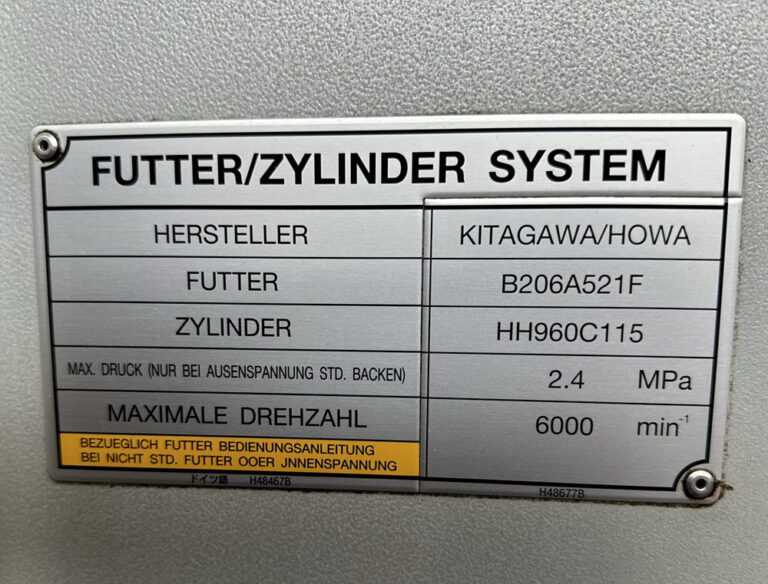 FUTTER/ZYLINDER SYSTEM
HERSTELLER KITAGAWA/HOWA
FUTTER B206A521F
ZYLINDER HH960C115
MAX. DRUCK (NUR BEI AUSENSPANNUNG STD. BACKEN) 2.4 MPa
MAXIMALE DREHZAHL 6000 min⁻¹
BEZUEGLICH FUTTER BEDIENUNGSANLEITUNG
BEI NICHT STD. FUTTER OOER JNNENSPANNUNG
ドイツ語 H48467B H48677B